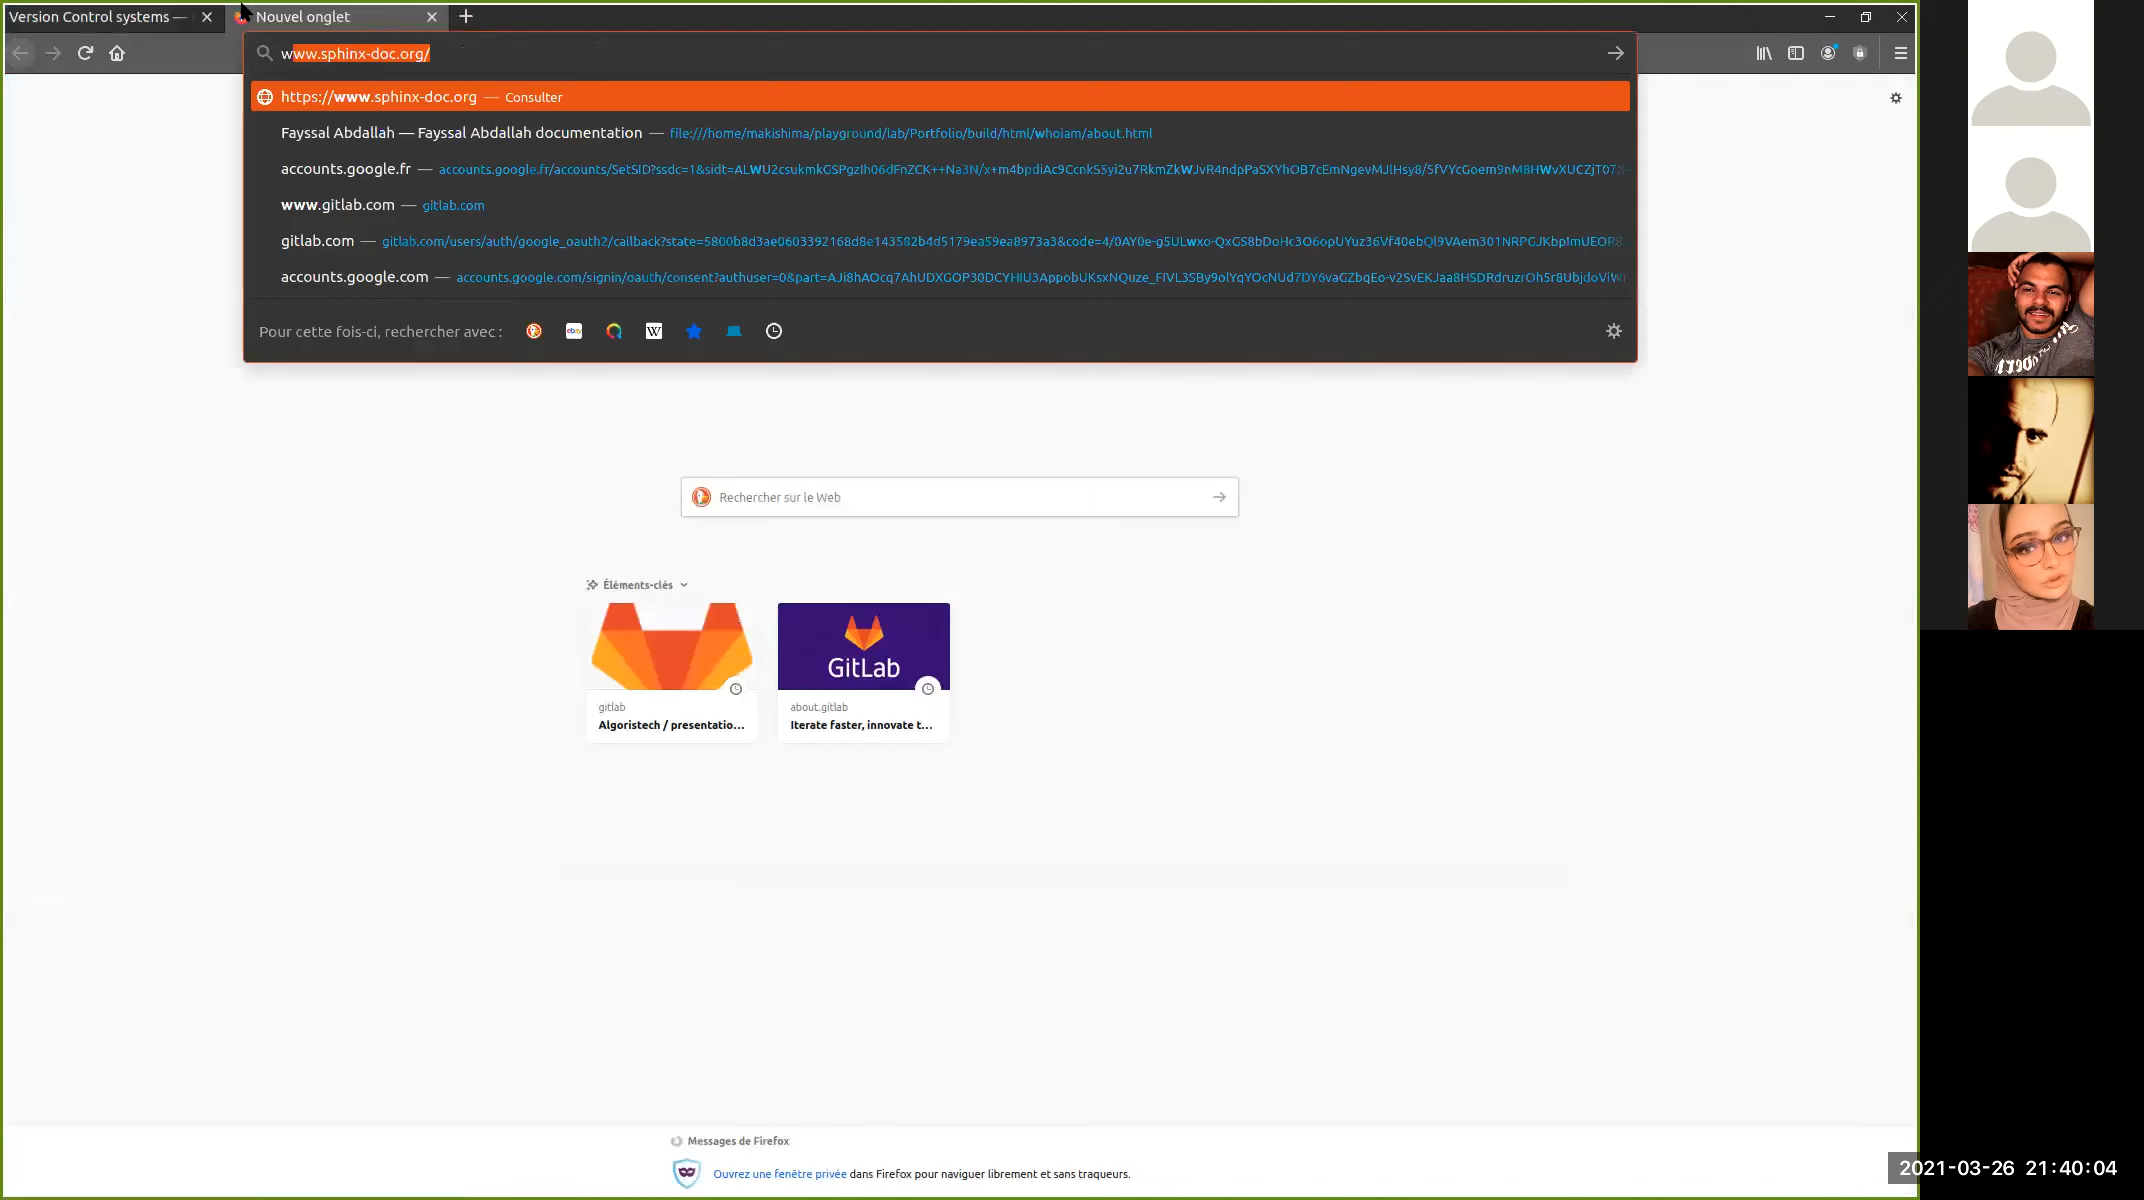 Version Control systems —
Nouvel onglet
www.sphinx-doc.org/
https://www.sphinx-doc.org — Consulter
Fayssal Abdallah — Fayssal Abdallah documentation — file:///home/makishima/playground/lab/Portfolio/build/html/whoiam/about.html
accounts.google.fr —
www.gitlab.com — gitlab.com
gitlab.com —
accounts.google.com —
Pour cette fois-ci, rechercher avec :
ebay
W
Rechercher sur le Web
Éléments-clés
GitLab
gitlab
Algoristech / presentatio...
about.gitlab
Iterate faster, innovate t...
Messages de Firefox
Ouvrez une fenêtre privée dans Firefox pour naviguer librement et sans traqueurs.
2021-03-26 21:40:04